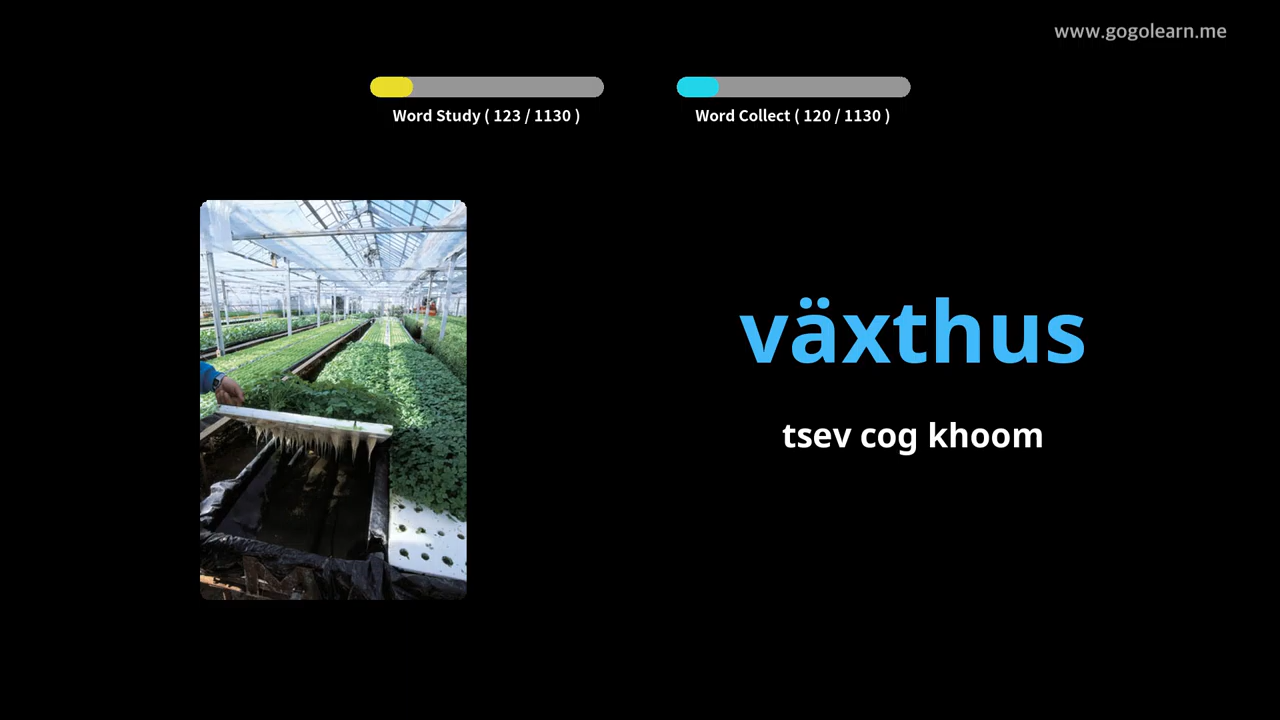 www.gogolearn.me
Word Study ( 123 / 1130 )
Word Collect ( 120 / 1130 )
växthus
tsev cog khoom